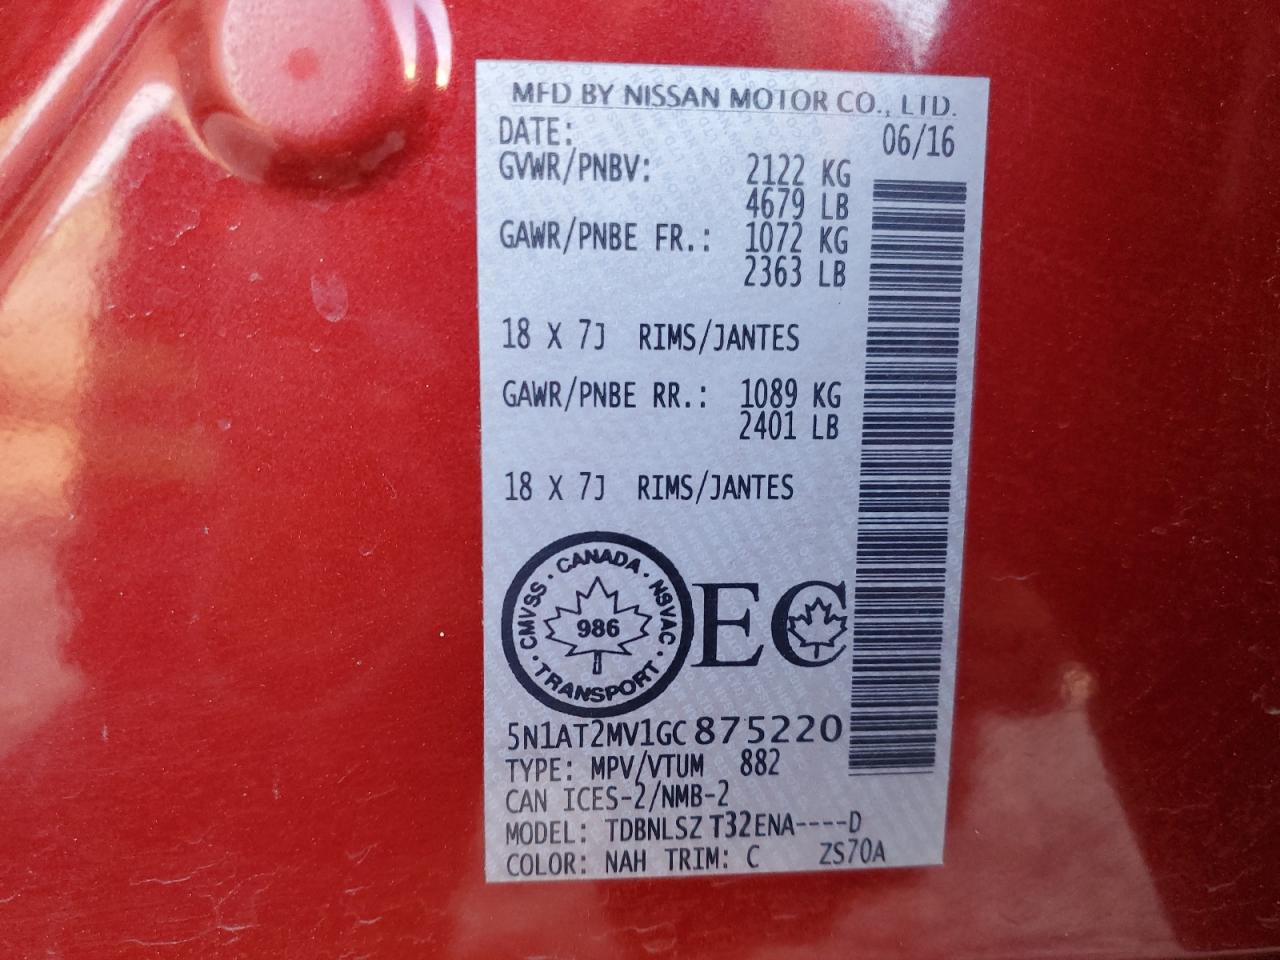 MFD BY NISSAN MOTOR CO., LTD.
DATE: 06/16
GVWR/PNBV: 2122 KG
4679 LB
GAWR/PNBE FR.: 1072 KG
2363 LB
18 X 7J RIMS/JANTES
GAWR/PNBE RR.: 1089 KG
2401 LB
18 X 7J RIMS/JANTES
CMVSS · CANADA · NSVAC · TRANSPORT ·
986
EC
5N1AT2MV1GC875220
TYPE: MPV/VTUM 882
CAN ICES-2/NMB-2
MODEL: TDBNLSZ T32ENA----D
COLOR: NAH TRIM: C ZS70A